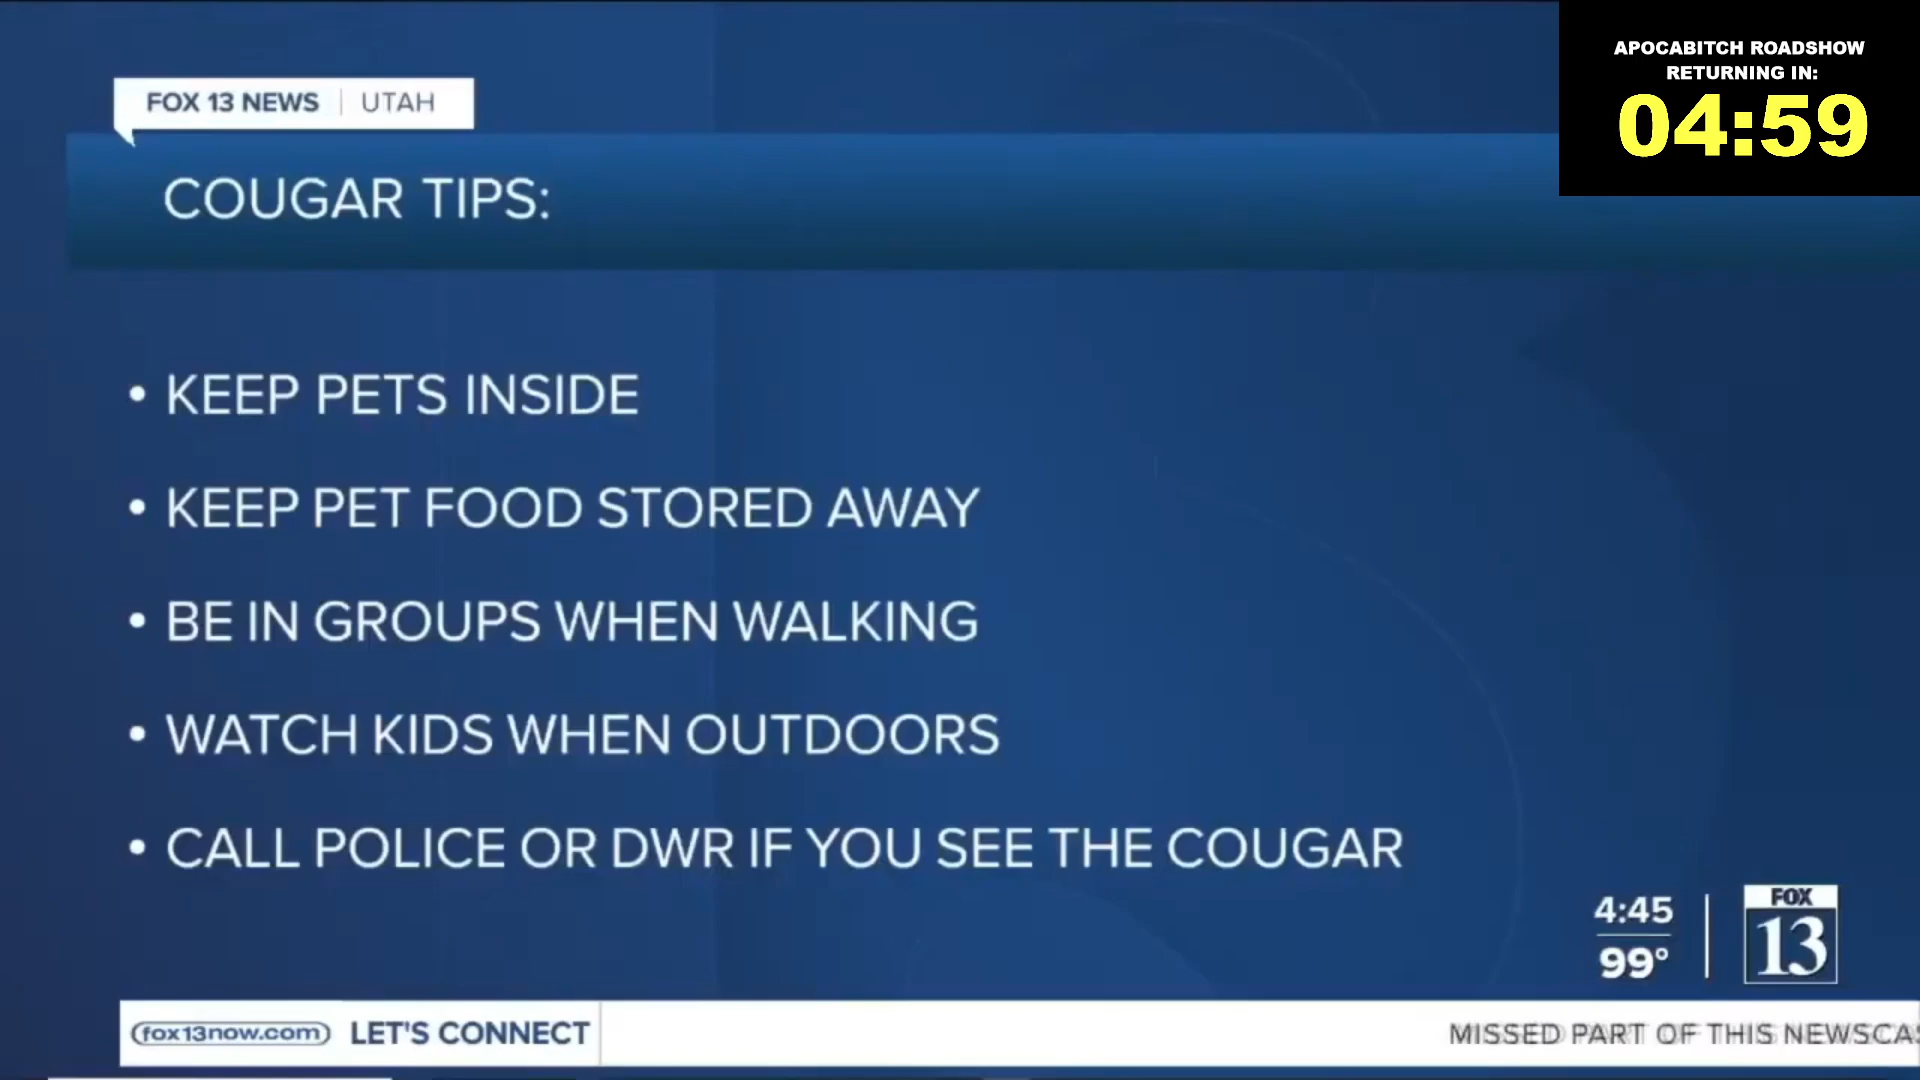 APOCABITCH ROADSHOW
RETURNING IN:
04:59
FOX 13 NEWS | UTAH
COUGAR TIPS:
• KEEP PETS INSIDE
• KEEP PET FOOD STORED AWAY
• BE IN GROUPS WHEN WALKING
• WATCH KIDS WHEN OUTDOORS
• CALL POLICE OR DWR IF YOU SEE THE COUGAR
4:45
99°
FOX
13
fox13now.com LET'S CONNECT
MISSED PART OF THIS NEWSCAS